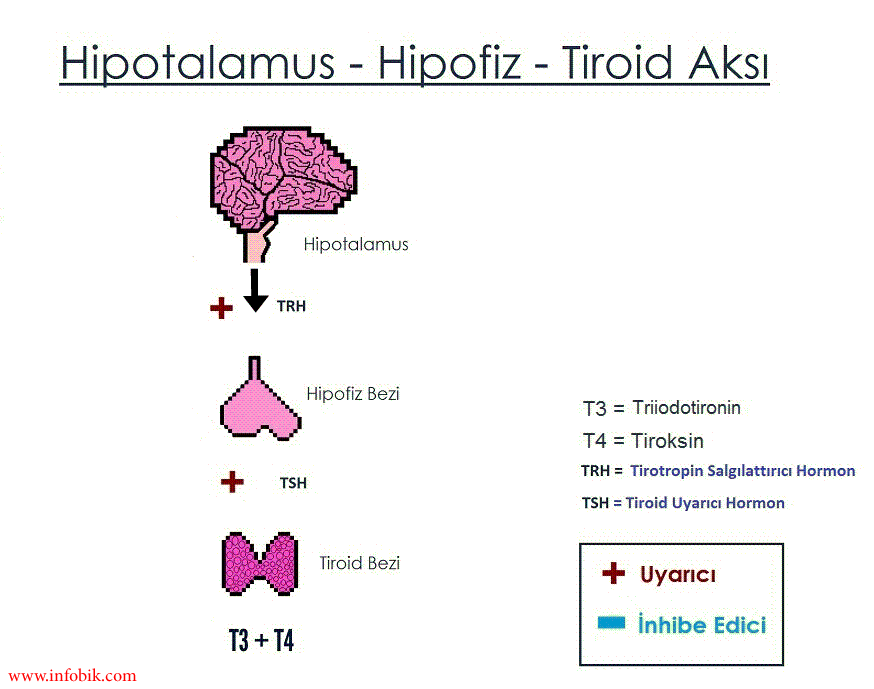 Hipotalamus - Hipofiz - Tiroid Aksı
Hipotalamus
+ TRH
Hipofiz Bezi
+ TSH
Tiroid Bezi
T3 + T4
T3 = Triiodotironin
T4 = Tiroksin
TRH = Tirotropin Salgılattırıcı Hormon
TSH = Tiroid Uyarıcı Hormon
+ Uyarıcı
- İnhibe Edici
www.infobik.com